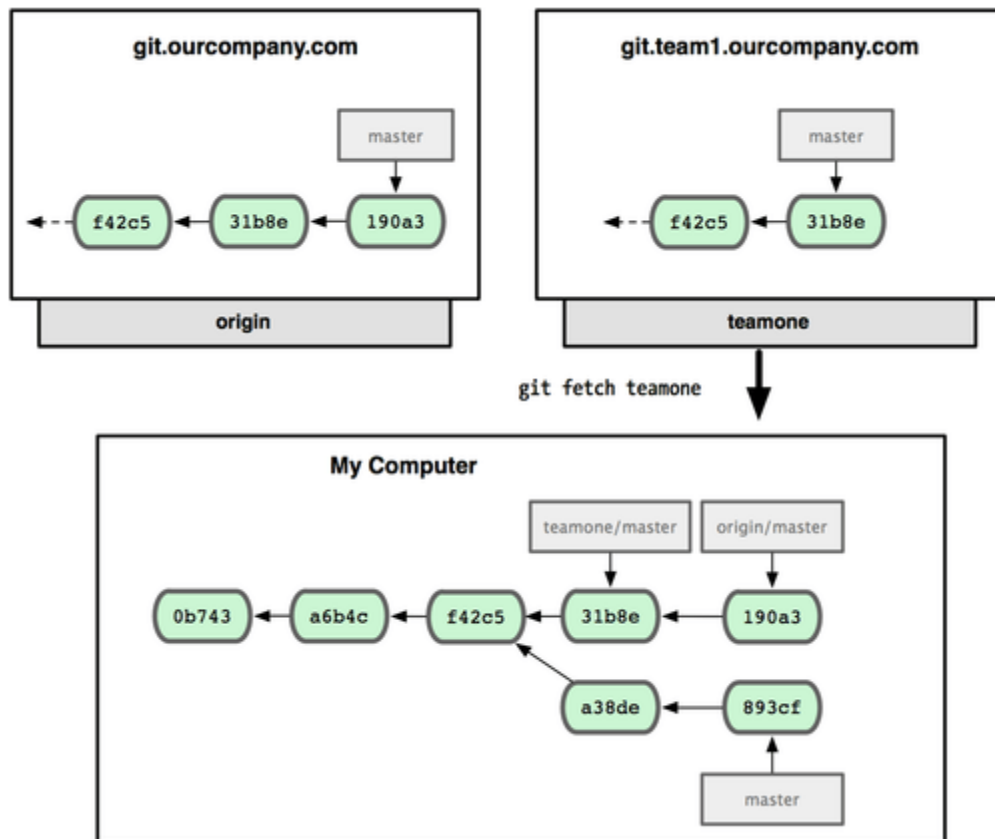 git.ourcompany.com
master
f42c5 31b8e 190a3
origin
git.team1.ourcompany.com
master
f42c5 31b8e
teamone
git fetch teamone
My Computer
teamone/master origin/master
0b743 a6b4c f42c5 31b8e 190a3
a38de 893cf
master